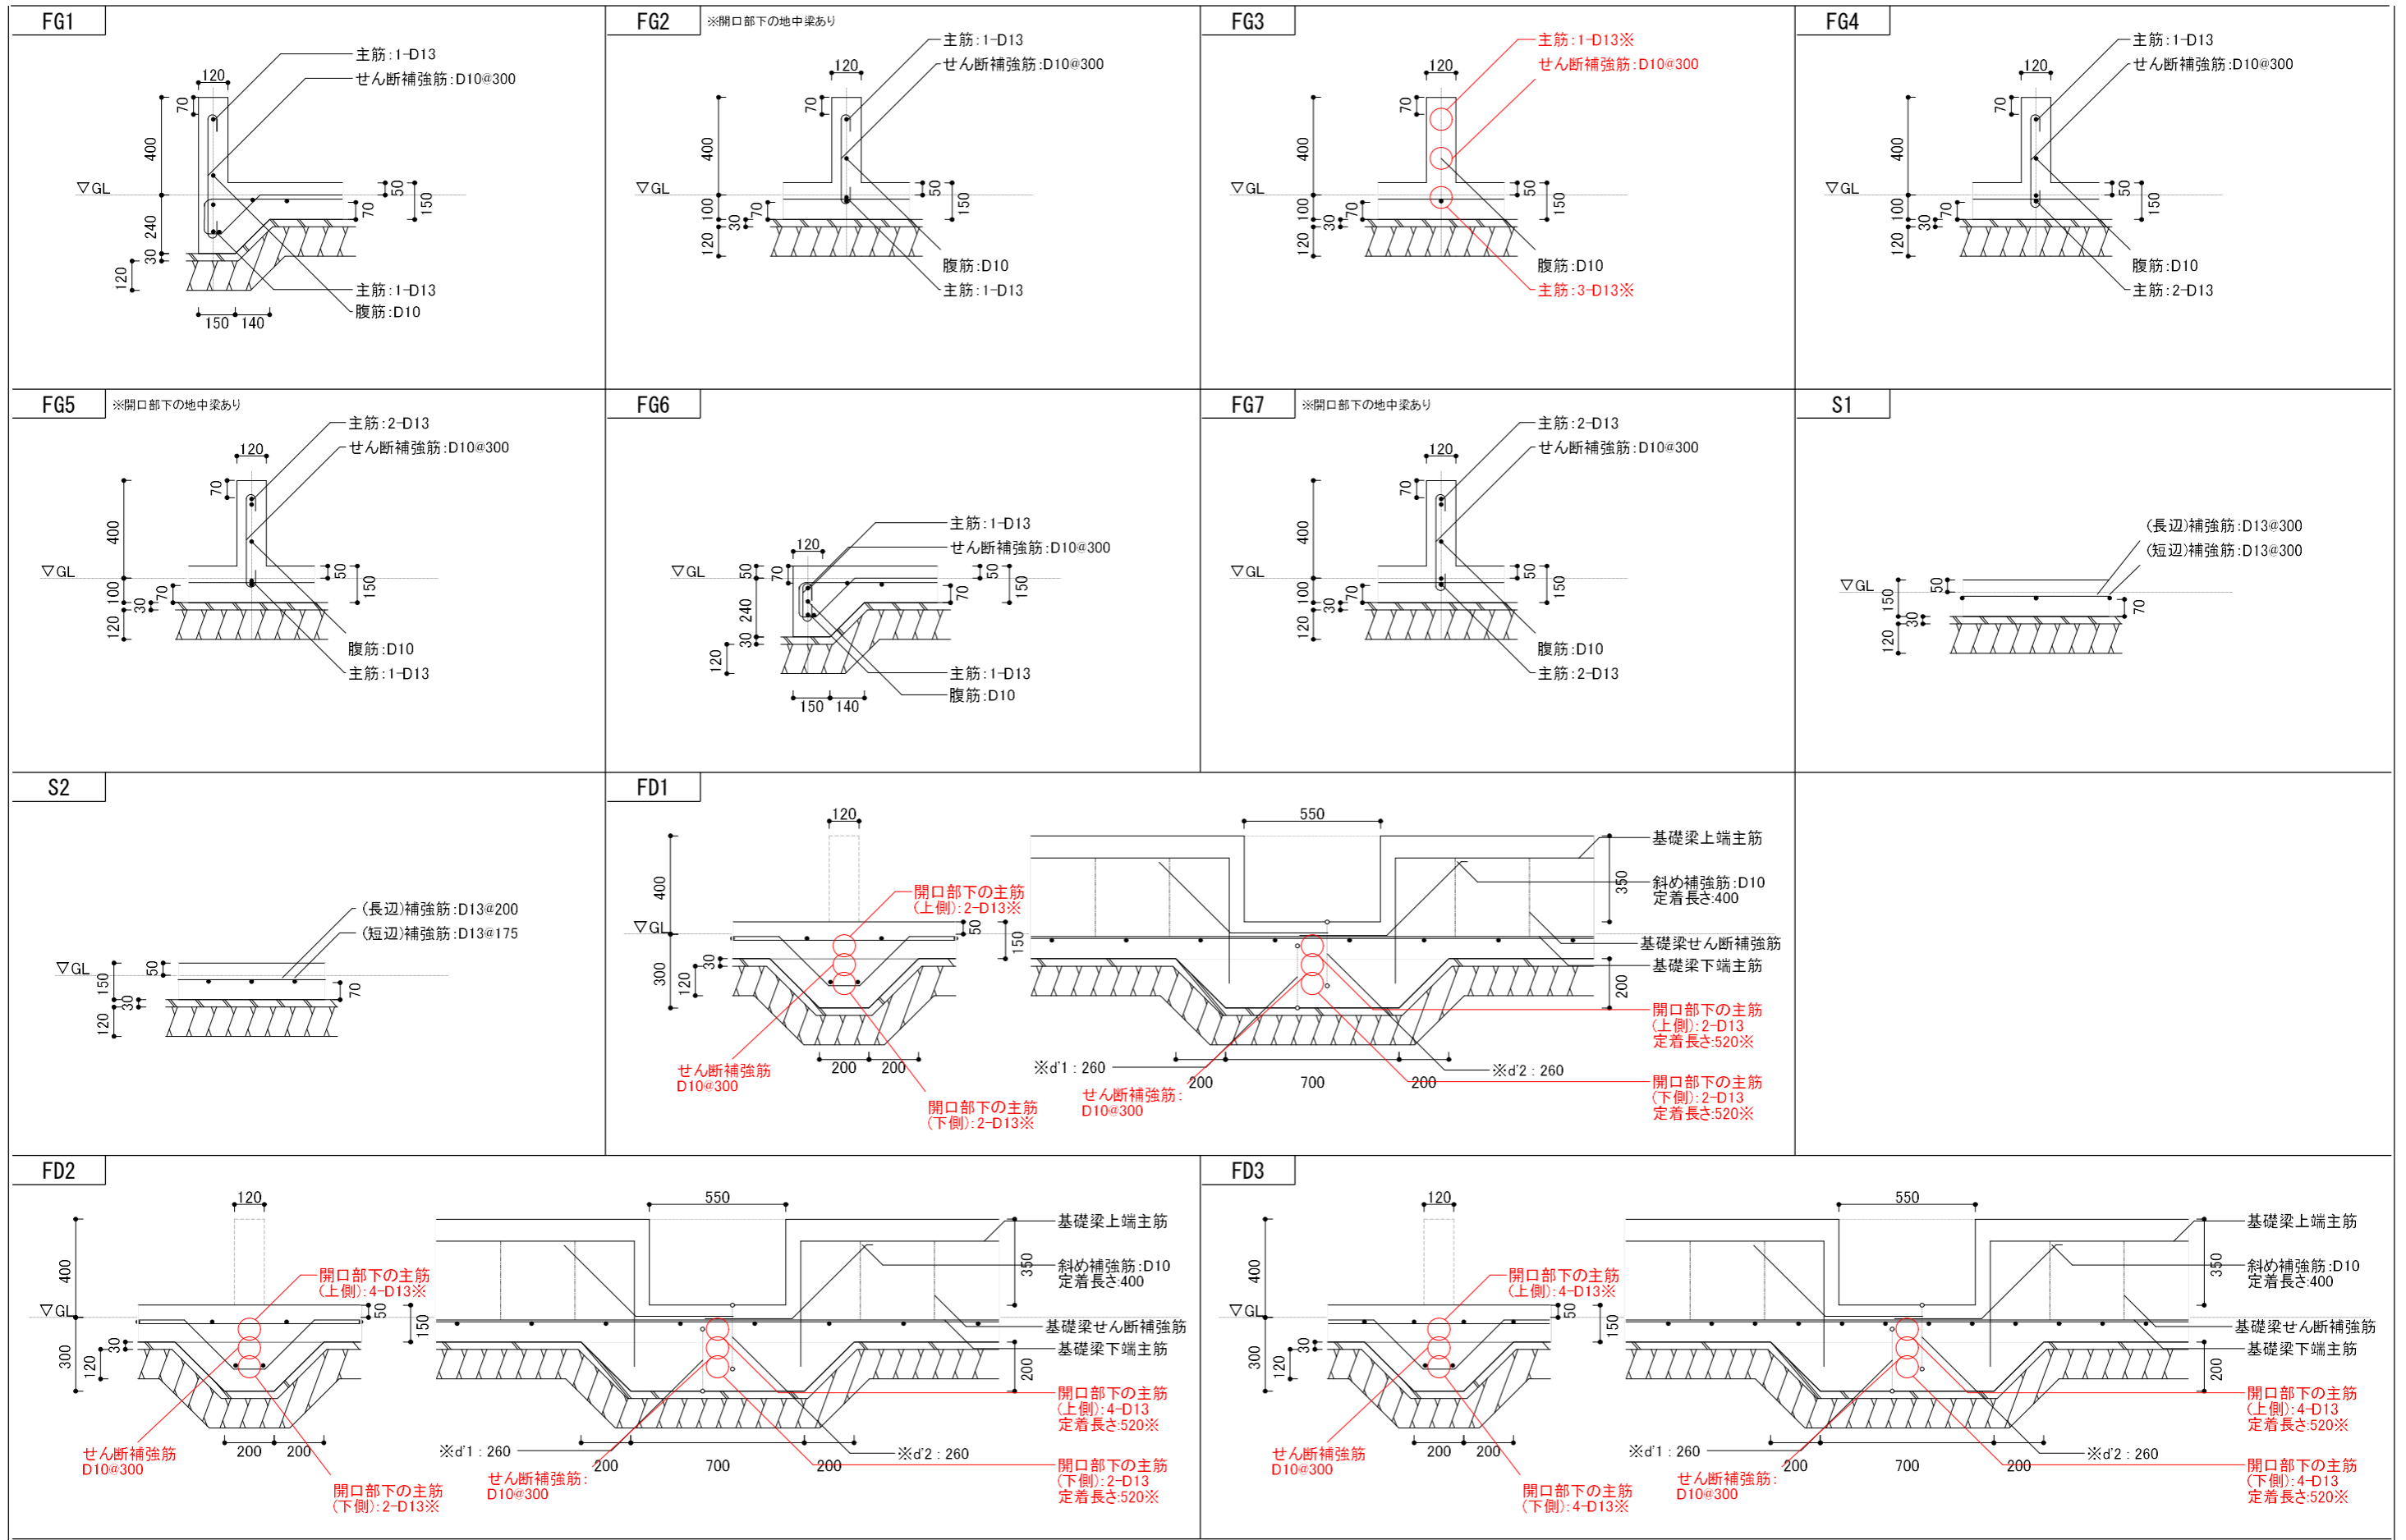 FG1
主筋:1-D13
せん断補強筋:D10@300
120
70
400
▽GL
50
150
70
240
30
120
主筋:1-D13
腹筋:D10
150
140
FG2
※開口部下の地中梁あり
主筋:1-D13
せん断補強筋:D10@300
120
70
400
▽GL
50
150
100
70
30
120
腹筋:D10
主筋:1-D13
FG3
主筋:1-D13※
せん断補強筋:D10@300
120
70
400
▽GL
50
150
100
70
30
120
腹筋:D10
主筋:3-D13※
FG4
主筋:1-D13
せん断補強筋:D10@300
120
70
400
▽GL
50
150
100
70
30
120
腹筋:D10
主筋:2-D13
FG5
※開口部下の地中梁あり
主筋:2-D13
せん断補強筋:D10@300
120
70
400
▽GL
50
150
100
70
30
120
腹筋:D10
主筋:1-D13
FG6
主筋:1-D13
せん断補強筋:D10@300
120
▽GL
50
70
50
150
70
240
30
120
主筋:1-D13
腹筋:D10
150
140
FG7
※開口部下の地中梁あり
主筋:2-D13
せん断補強筋:D10@300
120
70
400
▽GL
50
150
100
70
30
120
腹筋:D10
主筋:2-D13
S1
(長辺)補強筋:D13@300
(短辺)補強筋:D13@300
▽GL
50
150
70
30
120
S2
(長辺)補強筋:D13@200
(短辺)補強筋:D13@175
▽GL
50
150
70
30
120
FD1
120
400
開口部下の主筋
(上側):2-D13※
▽GL
50
150
300
30
120
200
200
せん断補強筋
D10@300
開口部下の主筋
(下側):2-D13※
550
基礎梁上端主筋
350
斜め補強筋:D10
定着長さ:400
基礎梁せん断補強筋
基礎梁下端主筋
200
開口部下の主筋
(上側):2-D13
定着長さ:520※
※d'1 : 260
※d'2 : 260
200
700
200
せん断補強筋:
D10@300
開口部下の主筋
(下側):2-D13
定着長さ:520※
FD2
120
400
開口部下の主筋
(上側):4-D13※
▽GL
50
150
300
30
120
200
200
せん断補強筋
D10@300
開口部下の主筋
(下側):2-D13※
550
基礎梁上端主筋
350
斜め補強筋:D10
定着長さ:400
基礎梁せん断補強筋
基礎梁下端主筋
200
開口部下の主筋
(上側):4-D13
定着長さ:520※
※d'1 : 260
※d'2 : 260
200
700
200
せん断補強筋:
D10@300
開口部下の主筋
(下側):2-D13
定着長さ:520※
FD3
120
400
開口部下の主筋
(上側):4-D13※
▽GL
50
150
300
30
120
200
200
せん断補強筋
D10@300
開口部下の主筋
(下側):4-D13※
550
基礎梁上端主筋
350
斜め補強筋:D10
定着長さ:400
基礎梁せん断補強筋
基礎梁下端主筋
200
開口部下の主筋
(上側):4-D13
定着長さ:520※
※d'1 : 260
※d'2 : 260
200
700
200
せん断補強筋:
D10@300
開口部下の主筋
(下側):4-D13
定着長さ:520※